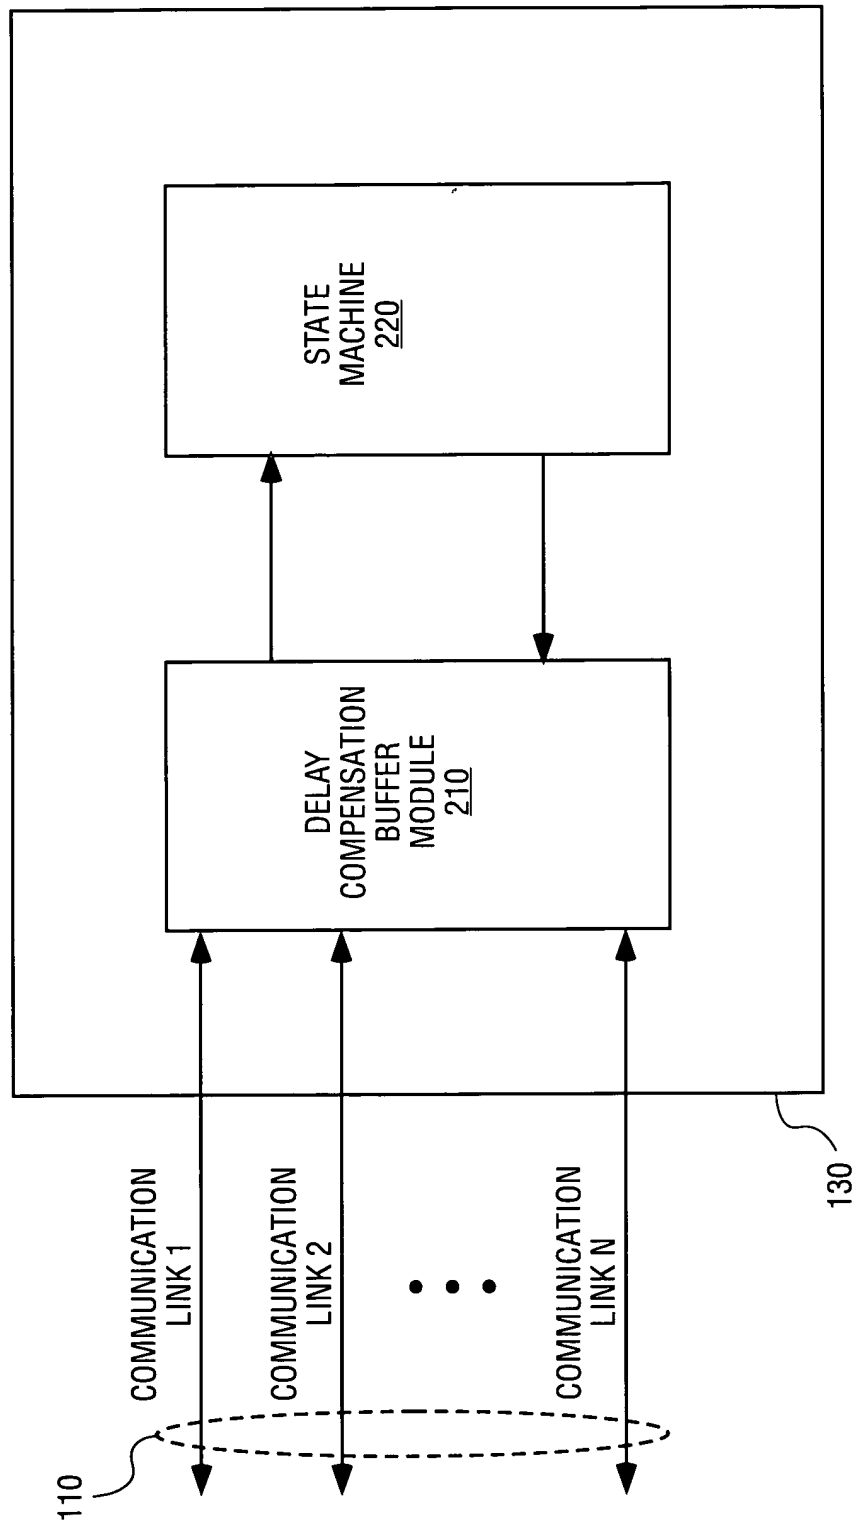 110
COMMUNICATION
LINK 1
COMMUNICATION
LINK 2
COMMUNICATION
LINK N
130
DELAY
COMPENSATION
BUFFER
MODULE
210
STATE
MACHINE
220